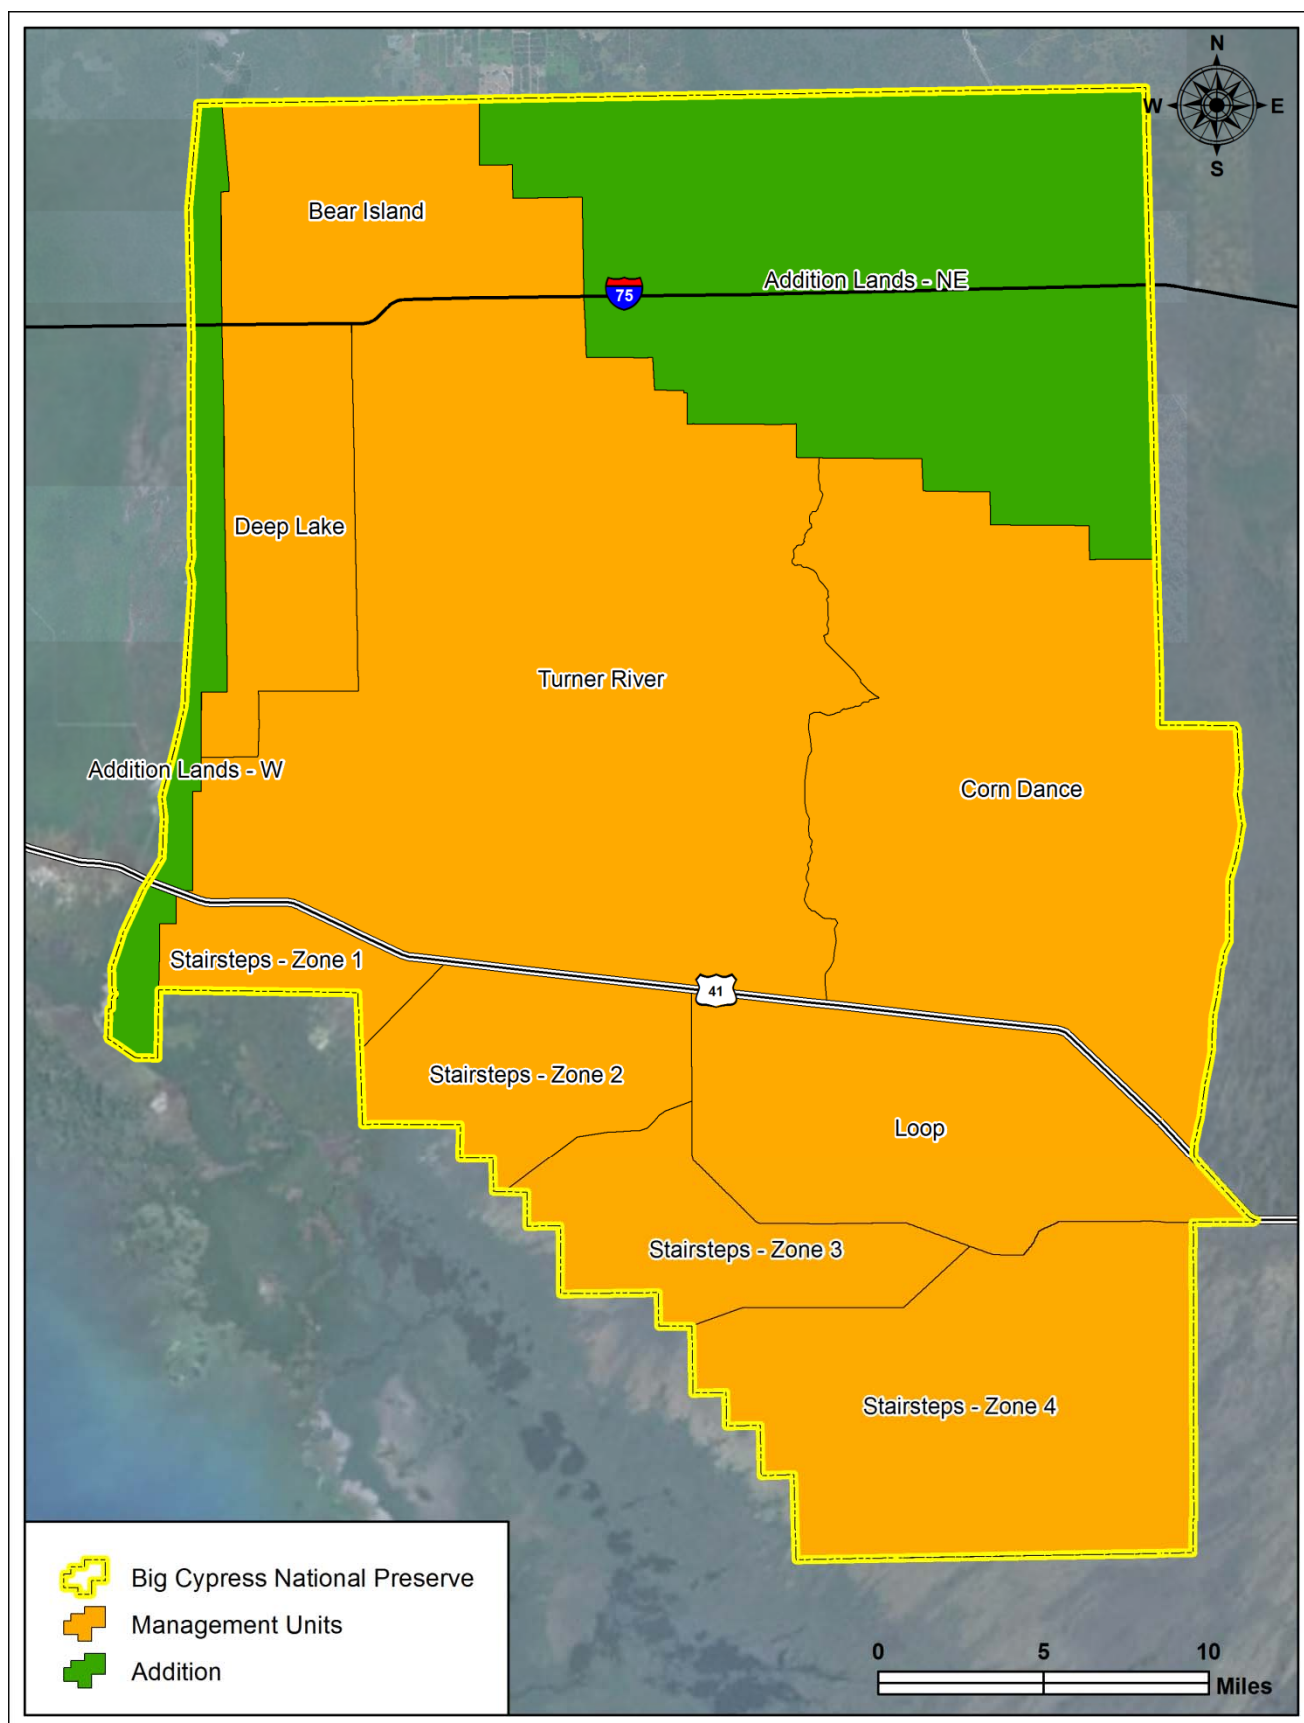 N
W E
S
Bear Island
Addition Lands - NE
75
Deep Lake
Turner River
Addition Lands - W
Corn Dance
Stairsteps - Zone 1
41
Stairsteps - Zone 2
Loop
Stairsteps - Zone 3
Stairsteps - Zone 4
Big Cypress National Preserve
Management Units
Addition
0 5 10
Miles